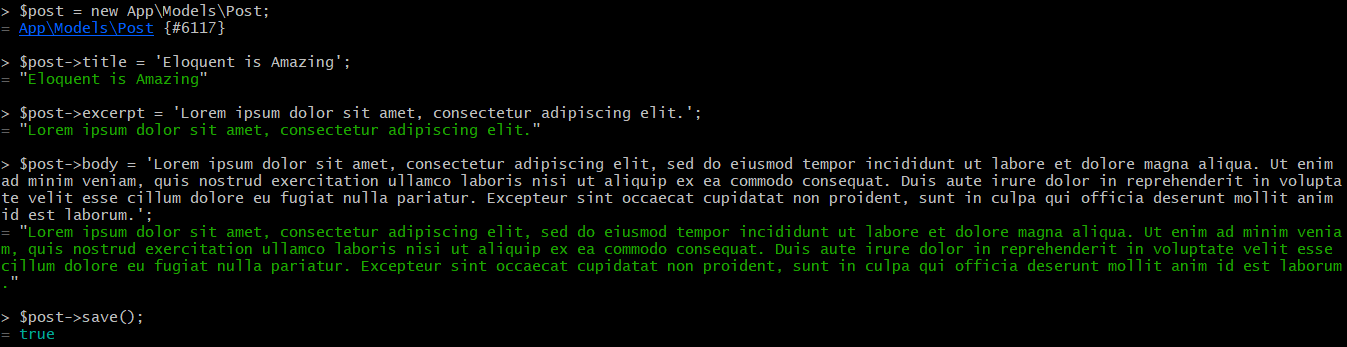 > $post = new App\Models\Post;
= App\Models\Post {#6117}
> $post->title = 'Eloquent is Amazing';
= "Eloquent is Amazing"
> $post->excerpt = 'Lorem ipsum dolor sit amet, consectetur adipiscing elit.';
= "Lorem ipsum dolor sit amet, consectetur adipiscing elit."
> $post->body = 'Lorem ipsum dolor sit amet, consectetur adipiscing elit, sed do eiusmod tempor incididunt ut labore et dolore magna aliqua. Ut enim
ad minim veniam, quis nostrud exercitation ullamco laboris nisi ut aliquip ex ea commodo consequat. Duis aute irure dolor in reprehenderit in volupta
te velit esse cillum dolore eu fugiat nulla pariatur. Excepteur sint occaecat cupidatat non proident, sunt in culpa qui officia deserunt mollit anim
id est laborum.';
= "Lorem ipsum dolor sit amet, consectetur adipiscing elit, sed do eiusmod tempor incididunt ut labore et dolore magna aliqua. Ut enim ad minim venia
m, quis nostrud exercitation ullamco laboris nisi ut aliquip ex ea commodo consequat. Duis aute irure dolor in reprehenderit in voluptate velit esse
cillum dolore eu fugiat nulla pariatur. Excepteur sint occaecat cupidatat non proident, sunt in culpa qui officia deserunt mollit anim id est laborum
."
> $post->save();
= true